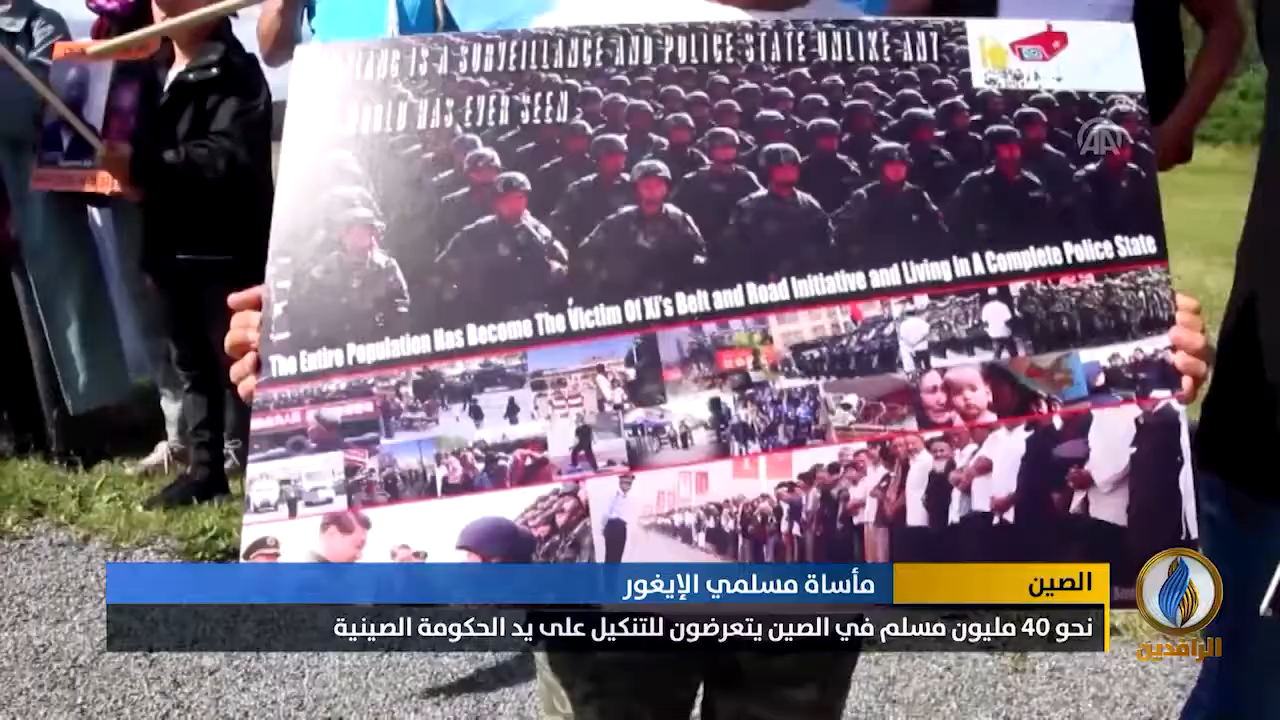 IS A SURVEILLANCE AND POLICE STATE UNLIKE ANY
WORLD HAS EVER SEEN
AA
The Entire Population Has Become The Victim Of Xi's Belt and Road Initiative and Living in A Complete Police State
الصين
مأساة مسلمي الإيغور
نحو 40 مليون مسلم في الصين يتعرضون للتنكيل على يد الحكومة الصينية
الرافدين